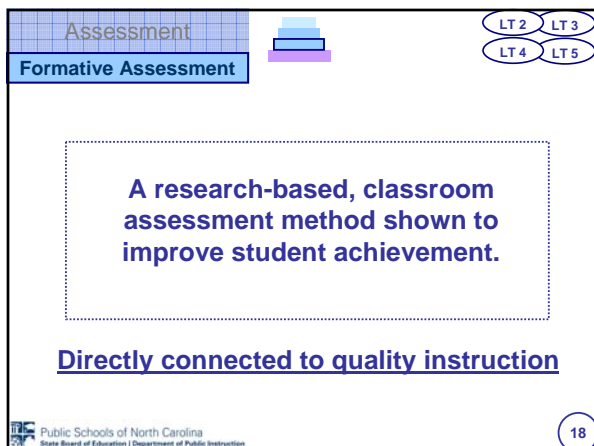 Assessment
LT 2 LT 3
LT 4 LT 5
Formative Assessment
A research-based, classroom
assessment method shown to
improve student achievement.
Directly connected to quality instruction
Public Schools of North Carolina
State Board of Education | Department of Public Instruction
18